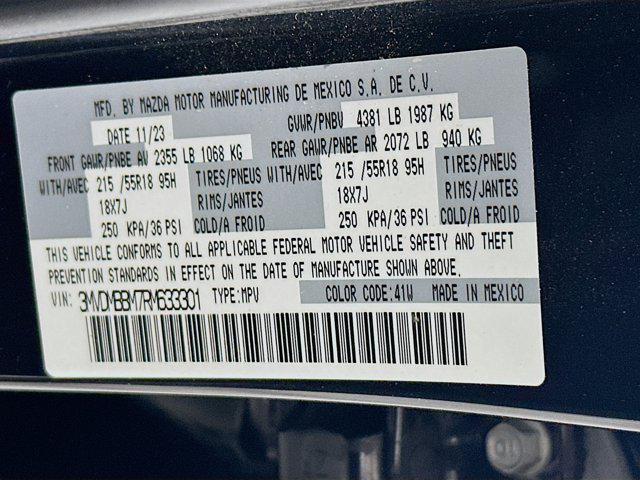 MFD. BY MAZDA MOTOR MANUFACTURING DE MEXICO S.A. DE C.V.
DATE 11/23 GVWR/PNBV 4381 LB 1987 KG
FRONT GAWR/PNBE AV 2355 LB 1068 KG REAR GAWR/PNBE AR 2072 LB 940 KG
WITH/AVEC 215 /55R18 95H TIRES/PNEUS WITH/AVEC 215 /55R18 95H TIRES/PNEUS
18X7J RIMS/JANTES 18X7J RIMS/JANTES
250 KPA/36 PSI COLD/A FROID 250 KPA/36 PSI COLD/A FROID
THIS VEHICLE CONFORMS TO ALL APPLICABLE FEDERAL MOTOR VEHICLE SAFETY AND THEFT
PREVENTION STANDARDS IN EFFECT ON THE DATE OF MANUFACTURE SHOWN ABOVE.
VIN: 3MVDMBBM7RM633301 TYPE:MPV COLOR CODE:41W MADE IN MEXICO